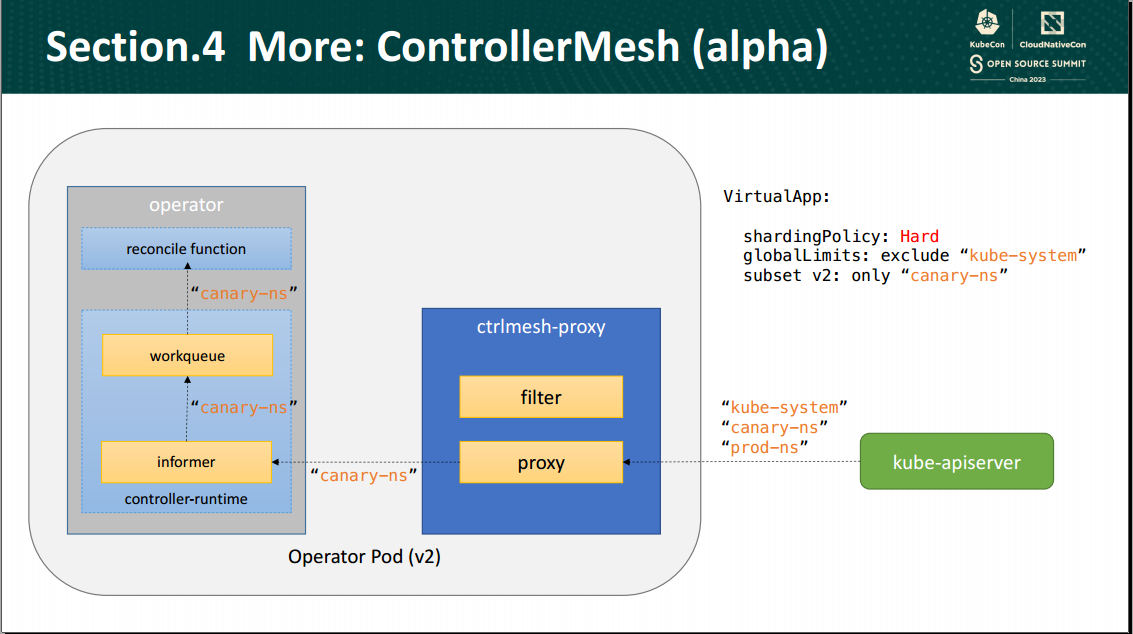 Section.4 More: ControllerMesh (alpha)
KubeCon
CloudNativeCon
OPEN SOURCE SUMMIT
China 2023
operator
reconcile function
“canary-ns”
workqueue
“canary-ns”
informer
controller-runtime
“canary-ns”
ctrlmesh-proxy
filter
proxy
Operator Pod (v2)
VirtualApp:
shardingPolicy: Hard
globalLimits: exclude “kube-system”
subset v2: only “canary-ns”
“kube-system”
“canary-ns”
“prod-ns”
kube-apiserver